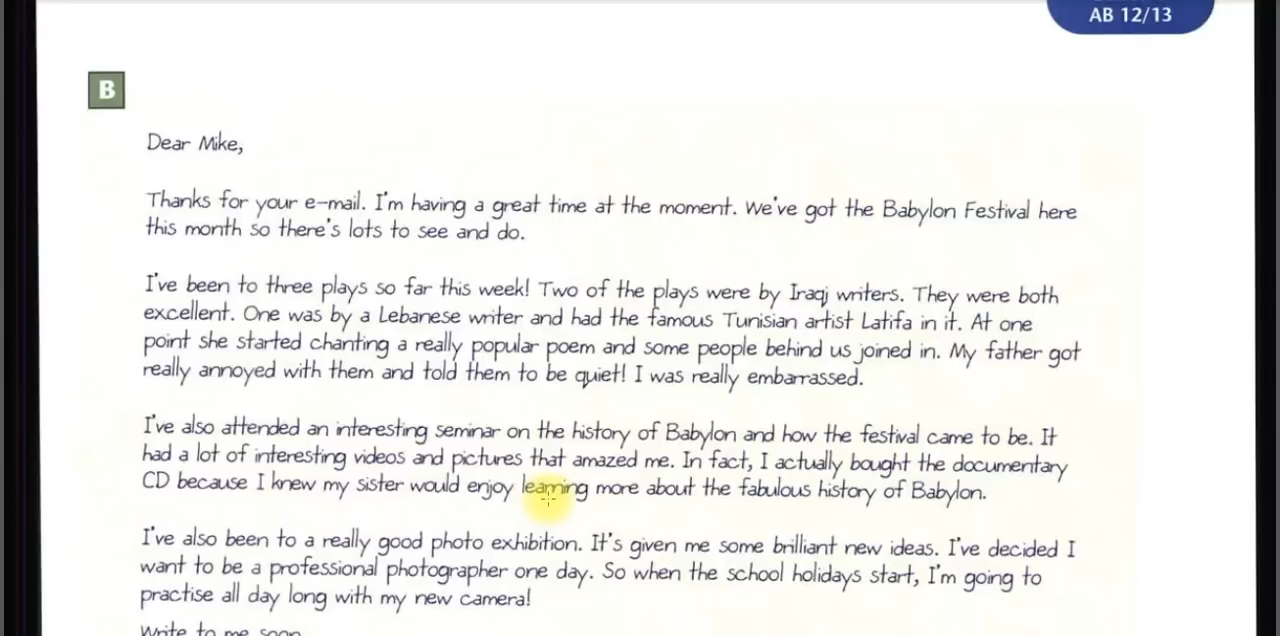 AB 12/13
B
Dear Mike,
Thanks for your e-mail. I'm having a great time at the moment. We've got the Babylon Festival here
this month so there's lots to see and do.
I've been to three plays so far this week! Two of the plays were by Iraqi writers. They were both
excellent. One was by a Lebanese writer and had the famous Tunisian artist Latifa in it. At one
point she started chanting a really popular poem and some people behind us joined in. My father got
really annoyed with them and told them to be quiet! I was really embarrassed.
I've also attended an interesting seminar on the history of Babylon and how the festival came to be. It
had a lot of interesting videos and pictures that amazed me. In fact, I actually bought the documentary
CD because I knew my sister would enjoy learning more about the fabulous history of Babylon.
I've also been to a really good photo exhibition. It's given me some brilliant new ideas. I've decided I
want to be a professional photographer one day. So when the school holidays start, I'm going to
practise all day long with my new camera!
Write to me soon